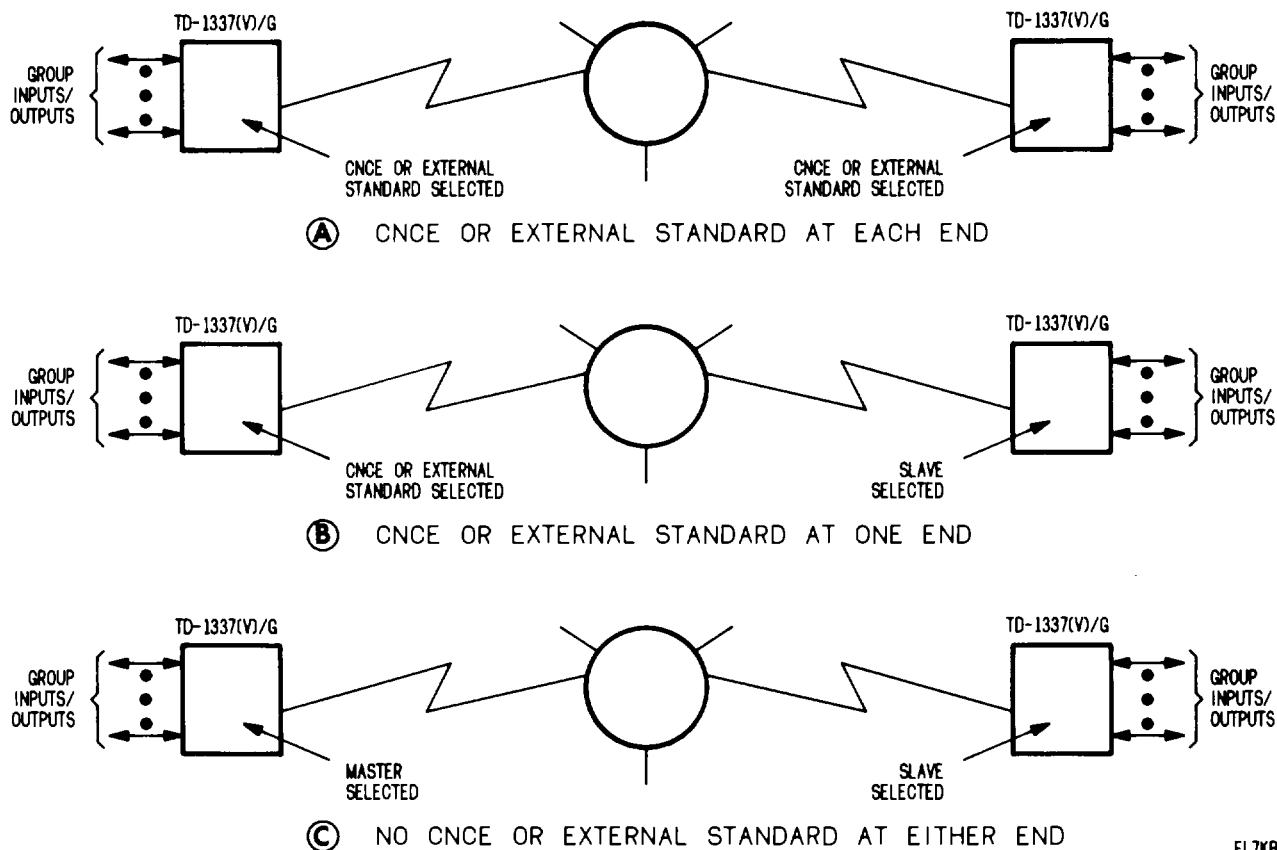 TD-1337(V)/G
TD-1337(V)/G
GROUP
INPUTS/
OUTPUTS
GROUP
INPUTS/
OUTPUTS
CNCE OR EXTERNAL
STANDARD SELECTED
CNCE OR EXTERNAL
STANDARD SELECTED
A CNCE OR EXTERNAL STANDARD AT EACH END
TD-1337(V)/G
TD-1337(V)/G
GROUP
INPUTS/
OUTPUTS
GROUP
INPUTS/
OUTPUTS
CNCE OR EXTERNAL
STANDARD SELECTED
SLAVE
SELECTED
B CNCE OR EXTERNAL STANDARD AT ONE END
TD-1337(V)/G
TD-1337(V)/G
GROUP
INPUTS/
OUTPUTS
GROUP
INPUTS/
OUTPUTS
MASTER
SELECTED
SLAVE
SELECTED
C NO CNCE OR EXTERNAL STANDARD AT EITHER END